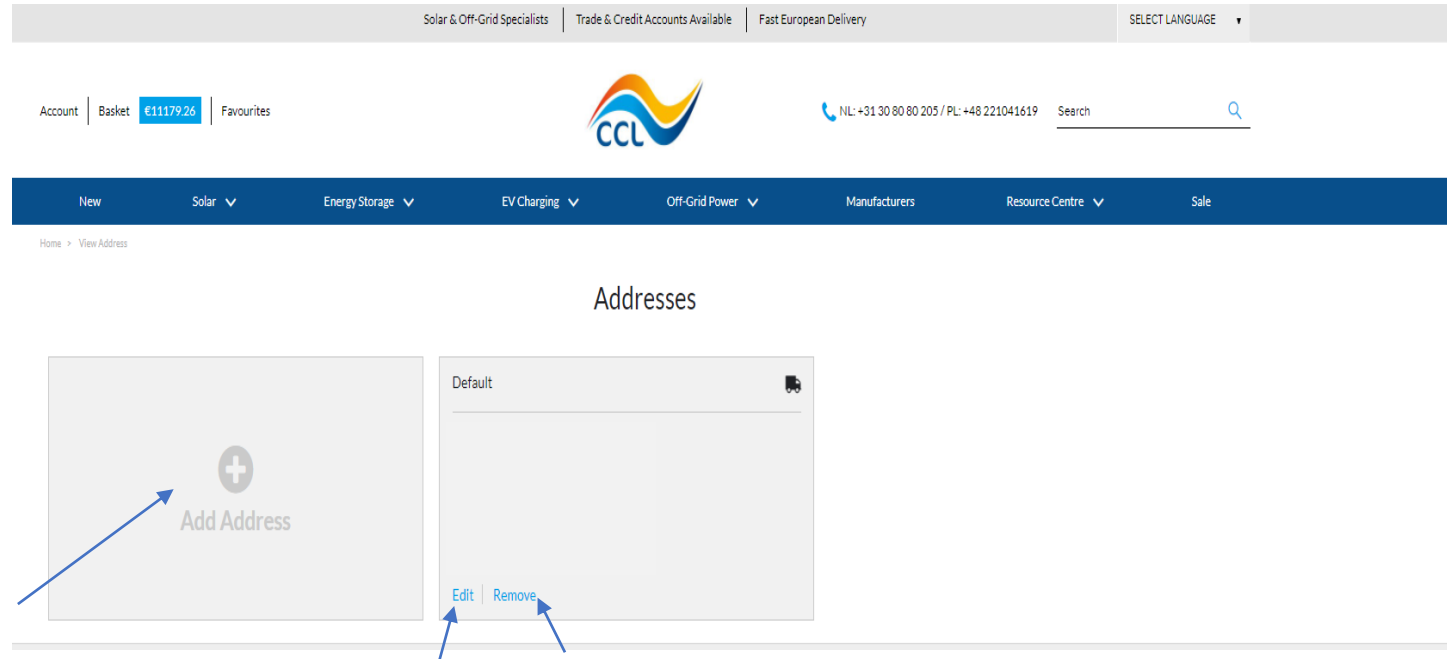 Solar & Off-Grid Specialists Trade & Credit Accounts Available Fast European Delivery SELECT LANGUAGE
Account Basket €11179.26 Favourites CCL NL: +31 30 80 80 205 / PL: +48 221041619 Search
New Solar Energy Storage EV Charging Off-Grid Power Manufacturers Resource Centre Sale
Home > View Address
Addresses
Default
Add Address
Edit Remove